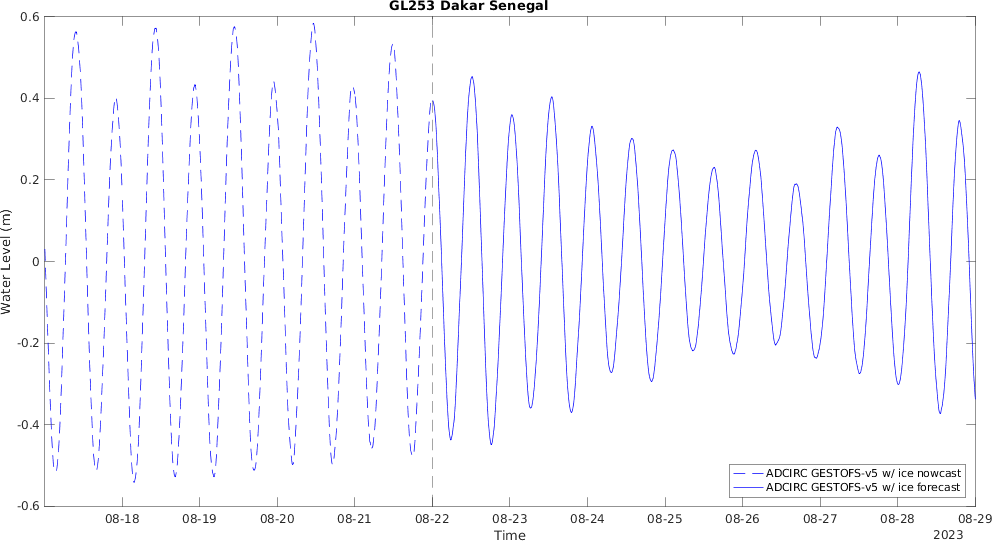 GL253 Dakar Senegal
Water Level (m)
0.6
0.4
0.2
0
-0.2
-0.4
-0.6
ADCIRC GESTOFS-v5 w/ ice nowcast
ADCIRC GESTOFS-v5 w/ ice forecast
08-18 08-19 08-20 08-21 08-22 08-23 08-24 08-25 08-26 08-27 08-28 08-29
Time
2023